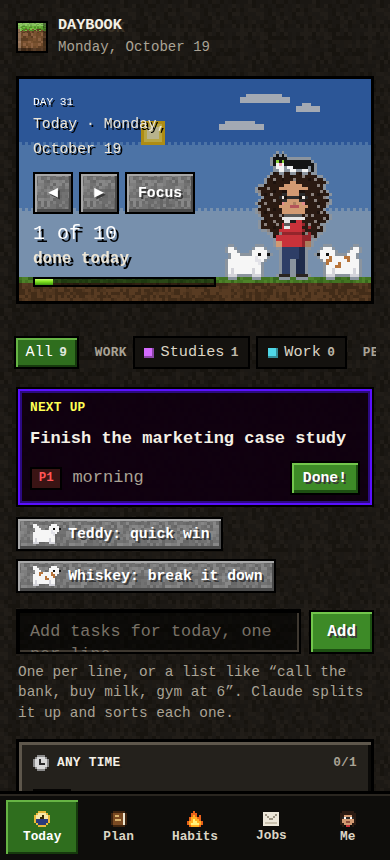 DAYBOOK
Monday, October 19
DAY 31
Today · Monday,
October 19
◄ ► Focus
1 of 10
done today
All 9 WORK Studies 1 Work 0 PE
NEXT UP
Finish the marketing case study
P1 morning Done!
Teddy: quick win
Whiskey: break it down
Add tasks for today, one
per line
Add
One per line, or a list like “call the
bank, buy milk, gym at 6”. Claude splits
it up and sorts each one.
ANY TIME 0/1
Today Plan Habits Jobs Me